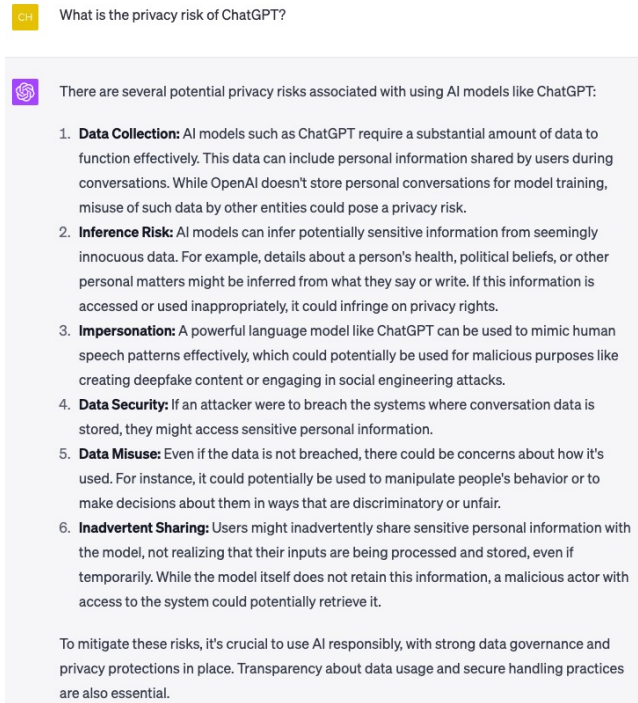 CH
What is the privacy risk of ChatGPT?
There are several potential privacy risks associated with using AI models like ChatGPT:
1. Data Collection: AI models such as ChatGPT require a substantial amount of data to
function effectively. This data can include personal information shared by users during
conversations. While OpenAI doesn't store personal conversations for model training,
misuse of such data by other entities could pose a privacy risk.
2. Inference Risk: AI models can infer potentially sensitive information from seemingly
innocuous data. For example, details about a person's health, political beliefs, or other
personal matters might be inferred from what they say or write. If this information is
accessed or used inappropriately, it could infringe on privacy rights.
3. Impersonation: A powerful language model like ChatGPT can be used to mimic human
speech patterns effectively, which could potentially be used for malicious purposes like
creating deepfake content or engaging in social engineering attacks.
4. Data Security: If an attacker were to breach the systems where conversation data is
stored, they might access sensitive personal information.
5. Data Misuse: Even if the data is not breached, there could be concerns about how it's
used. For instance, it could potentially be used to manipulate people's behavior or to
make decisions about them in ways that are discriminatory or unfair.
6. Inadvertent Sharing: Users might inadvertently share sensitive personal information with
the model, not realizing that their inputs are being processed and stored, even if
temporarily. While the model itself does not retain this information, a malicious actor with
access to the system could potentially retrieve it.
To mitigate these risks, it's crucial to use AI responsibly, with strong data governance and
privacy protections in place. Transparency about data usage and secure handling practices
are also essential.